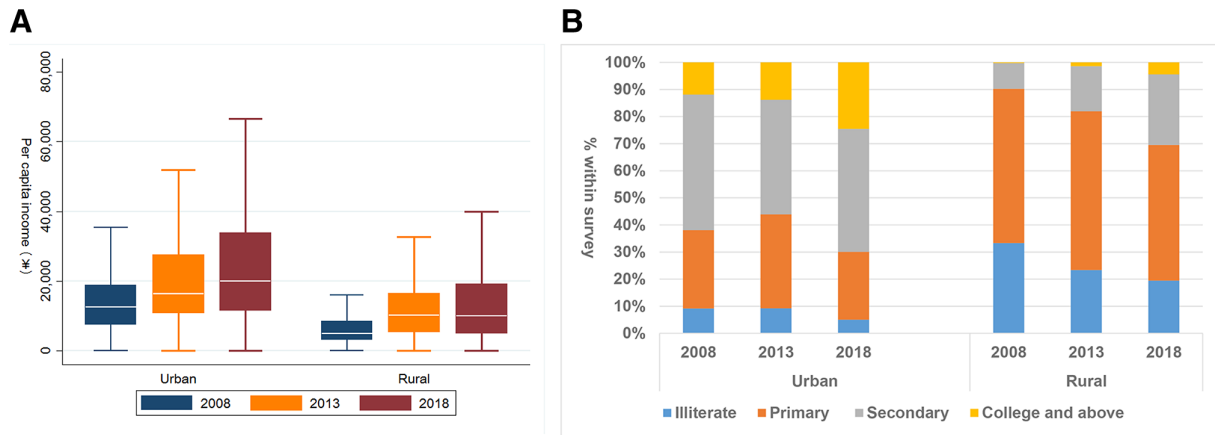 A
Per capita income (¥)
80,000
60,000
40,000
20,000
0
Urban
Rural
2008
2013
2018
B
% within survey
100%
90%
80%
70%
60%
50%
40%
30%
20%
10%
0%
2008
2013
2018
2008
2013
2018
Urban
Rural
Illiterate
Primary
Secondary
College and above